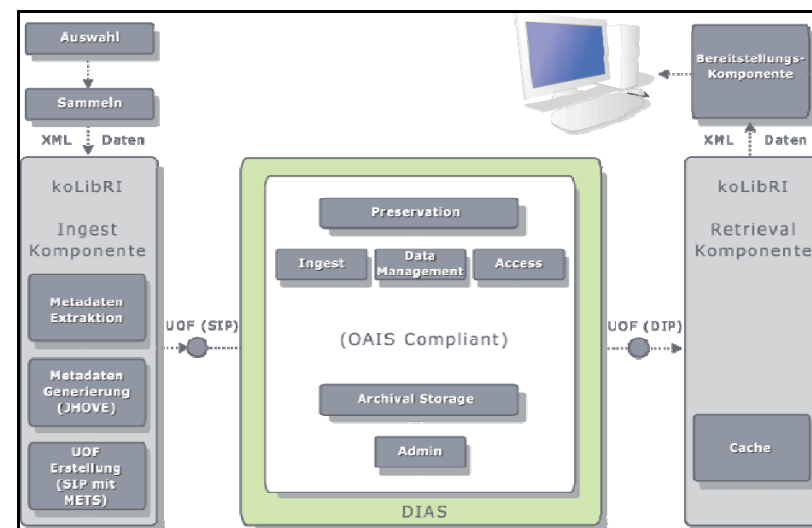 Auswahl
Sammeln
XML Daten
koLibRI
Ingest
Komponente
Metadaten
Extraktion
Metadaten
Generierung
(JHOVE)
UOF
Erstellung
(SIP mit
METS)
UOF (SIP)
Preservation
Ingest
Data
Management
Access
(OAIS Compliant)
Archival Storage
Admin
DIAS
UOF (DIP)
Bereitstellungs-
Komponente
XML Daten
koLibRI
Retrieval
Komponente
Cache